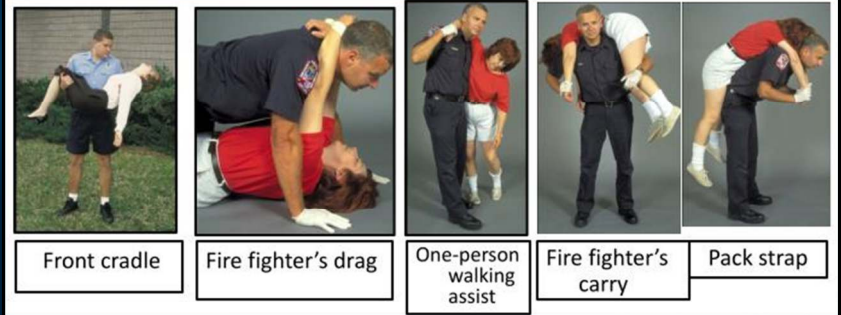 Front cradle
Fire fighter's drag
One-person
walking
assist
Fire fighter's
carry
Pack strap